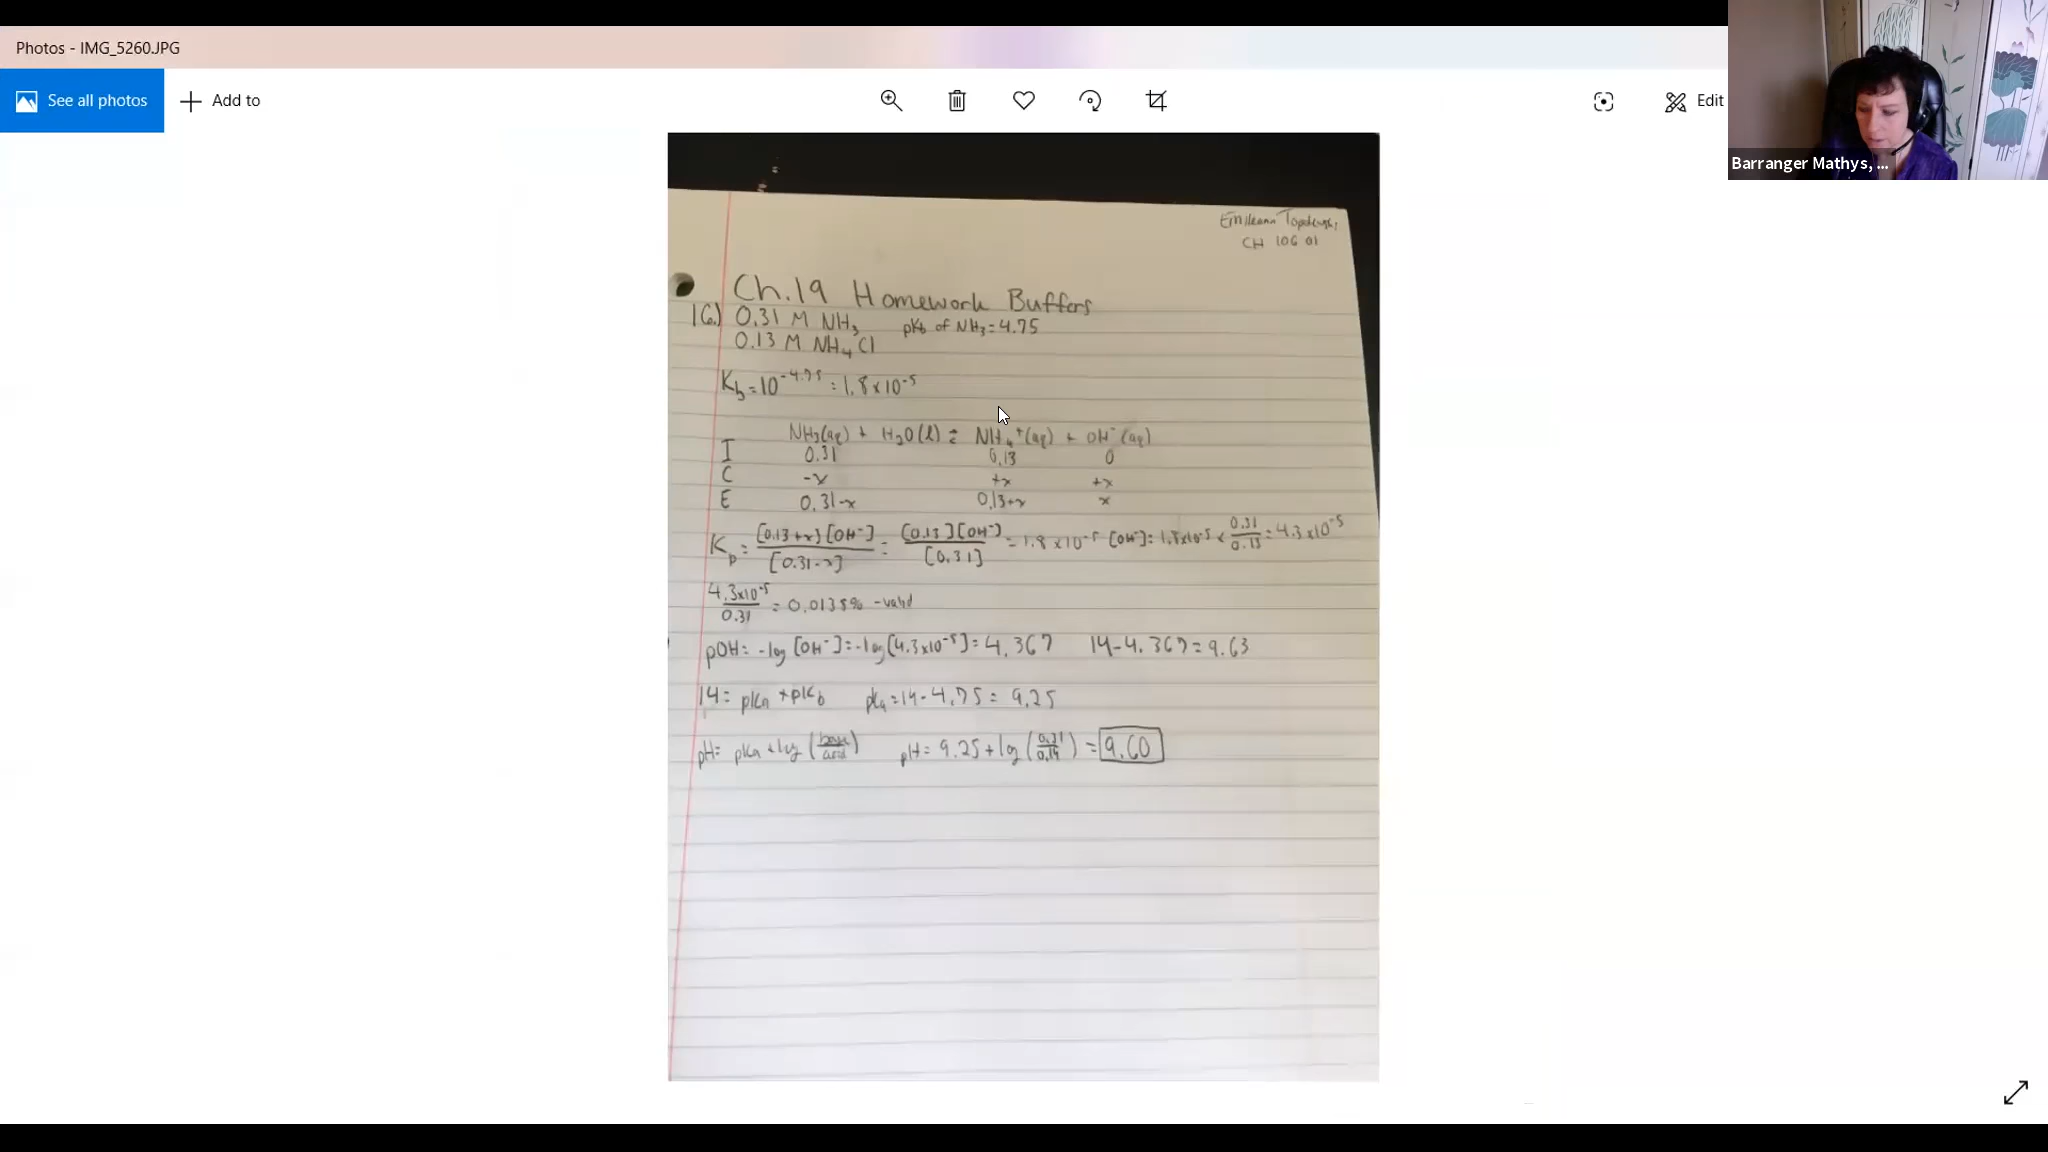 Photos - IMG_5260.JPG
See all photos
Add to
Edit
Barranger Mathys, ...
CH 106 01
Ch.19 Homework Buffers
16.) 0.31 M NH₃ pKb of NH₃=4.75
0.13 M NH₄Cl
Kb=10^-4.75=1.8x10^-5
NH₃(aq) + H₂O(l) ⇌ NH₄⁺(aq) + OH⁻(aq)
I 0.31 0.13 0
C -x +x +x
E 0.31-x 0.13+x x
Kb= [0.13+x][OH⁻]/[0.31-x] = [0.13][OH⁻]/[0.31] =1.8x10^-5 [OH⁻]=1.8x10^-5 x 0.31/0.13=4.3x10^-5
4.3x10^-5/0.31 = 0.0138% -valid
pOH= -log[OH⁻]=-log[4.3x10^-5]=4.367 14-4.367=9.63
14= pKa+pKb pKa=14-4.75= 9.25
pH= pKa+log(base/acid) pH= 9.25+log(0.31/0.14) =9.60